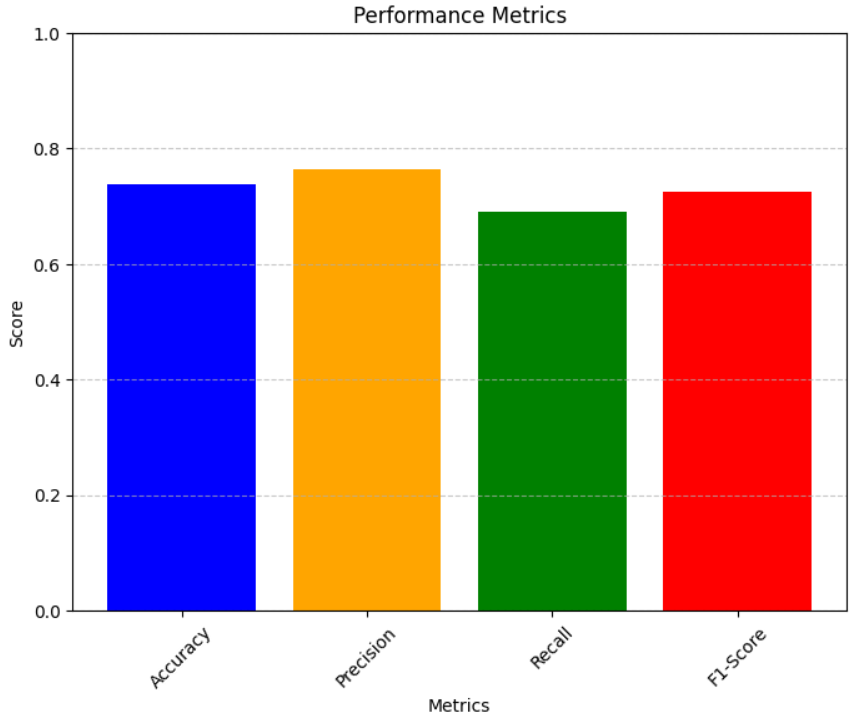 Performance Metrics
1.0
0.8
0.6
0.4
0.2
0.0
Score
Accuracy
Precision
Recall
F1-Score
Metrics